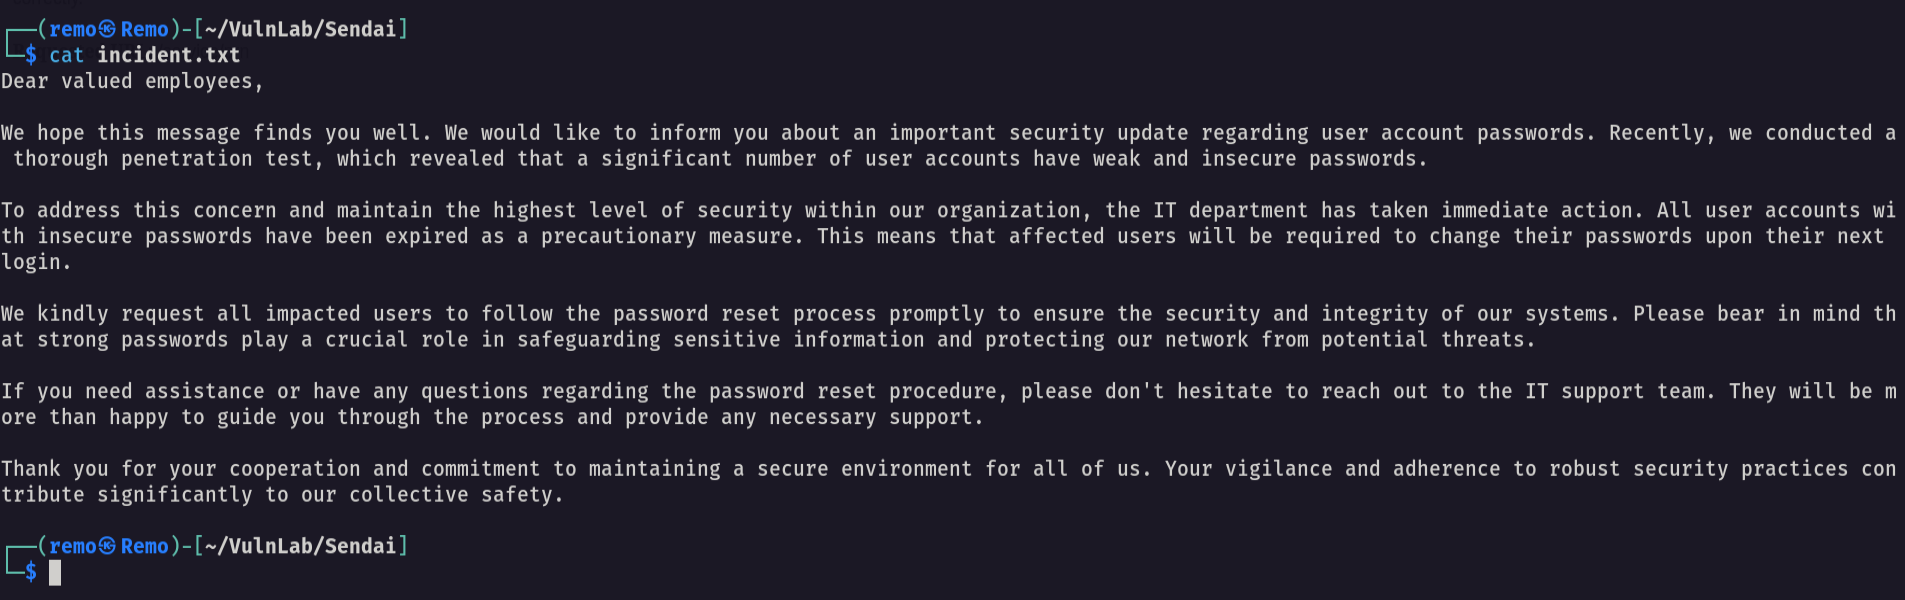 ┌──(remo㉿Remo)-[~/VulnLab/Sendai]
└─$ cat incident.txt
Dear valued employees,
We hope this message finds you well. We would like to inform you about an important security update regarding user account passwords. Recently, we conducted a
 thorough penetration test, which revealed that a significant number of user accounts have weak and insecure passwords.
To address this concern and maintain the highest level of security within our organization, the IT department has taken immediate action. All user accounts wi
th insecure passwords have been expired as a precautionary measure. This means that affected users will be required to change their passwords upon their next
login.
We kindly request all impacted users to follow the password reset process promptly to ensure the security and integrity of our systems. Please bear in mind th
at strong passwords play a crucial role in safeguarding sensitive information and protecting our network from potential threats.
If you need assistance or have any questions regarding the password reset procedure, please don't hesitate to reach out to the IT support team. They will be m
ore than happy to guide you through the process and provide any necessary support.
Thank you for your cooperation and commitment to maintaining a secure environment for all of us. Your vigilance and adherence to robust security practices con
tribute significantly to our collective safety.
┌──(remo㉿Remo)-[~/VulnLab/Sendai]
└─$